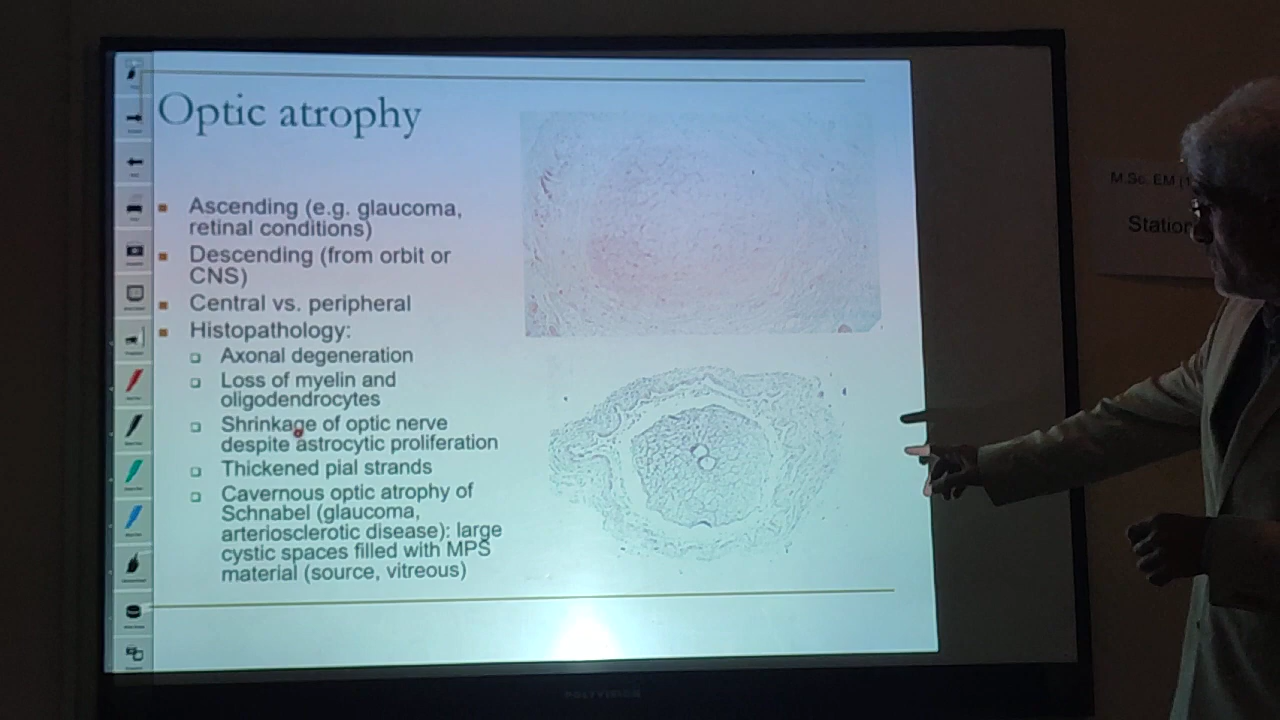 Optic atrophy
Ascending (e.g. glaucoma,
retinal conditions)
Descending (from orbit or
CNS)
Central vs. peripheral
Histopathology:
Axonal degeneration
Loss of myelin and
oligodendrocytes
Shrinkage of optic nerve
despite astrocytic proliferation
Thickened pial strands
Cavernous optic atrophy of
Schnabel (glaucoma,
arteriosclerotic disease): large
cystic spaces filled with MPS
material (source, vitreous)
POLYVISION
M.Sc. EM
Station